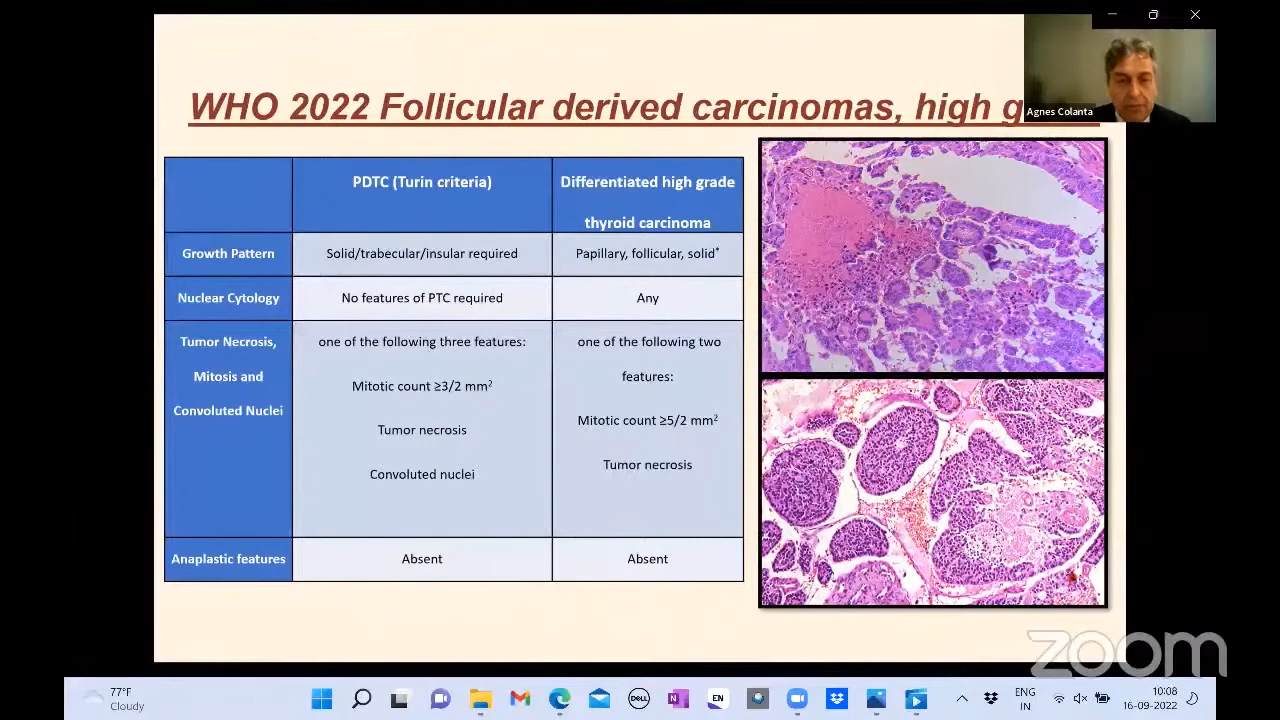 WHO 2022 Follicular derived carcinomas, high g
Agnes Colanta
PDTC (Turin criteria)
Differentiated high grade
thyroid carcinoma
Growth Pattern
Solid/trabecular/insular required
Papillary, follicular, solid*
Nuclear Cytology
No features of PTC required
Any
Tumor Necrosis,
Mitosis and
Convoluted Nuclei
one of the following three features:
Mitotic count ≥3/2 mm²
Tumor necrosis
Convoluted nuclei
one of the following two
features:
Mitotic count ≥5/2 mm²
Tumor necrosis
Anaplastic features
Absent
Absent
zoom
77°F
Cloudy
DELL
EN
ENG
IN
10:08
16-09-2022